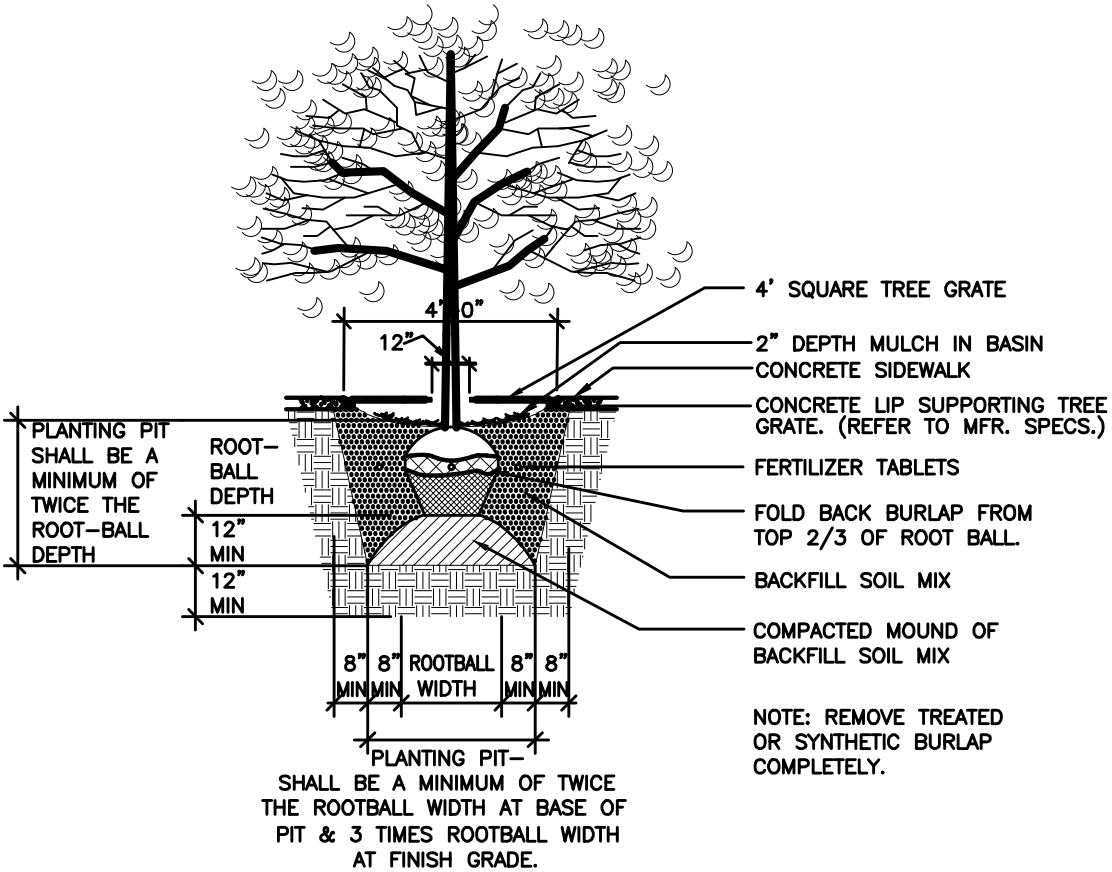 4'-0"
12"
4' SQUARE TREE GRATE
2" DEPTH MULCH IN BASIN
CONCRETE SIDEWALK
CONCRETE LIP SUPPORTING TREE
GRATE. (REFER TO MFR. SPECS.)
FERTILIZER TABLETS
FOLD BACK BURLAP FROM
TOP 2/3 OF ROOT BALL.
BACKFILL SOIL MIX
COMPACTED MOUND OF
BACKFILL SOIL MIX
NOTE: REMOVE TREATED
OR SYNTHETIC BURLAP
COMPLETELY.
PLANTING PIT
SHALL BE A
MINIMUM OF
TWICE THE
ROOT-BALL
DEPTH
ROOT-
BALL
DEPTH
12"
MIN
12"
MIN
8"
MIN
8"
MIN
ROOTBALL
WIDTH
8"
MIN
8"
MIN
PLANTING PIT-
SHALL BE A MINIMUM OF TWICE
THE ROOTBALL WIDTH AT BASE OF
PIT & 3 TIMES ROOTBALL WIDTH
AT FINISH GRADE.